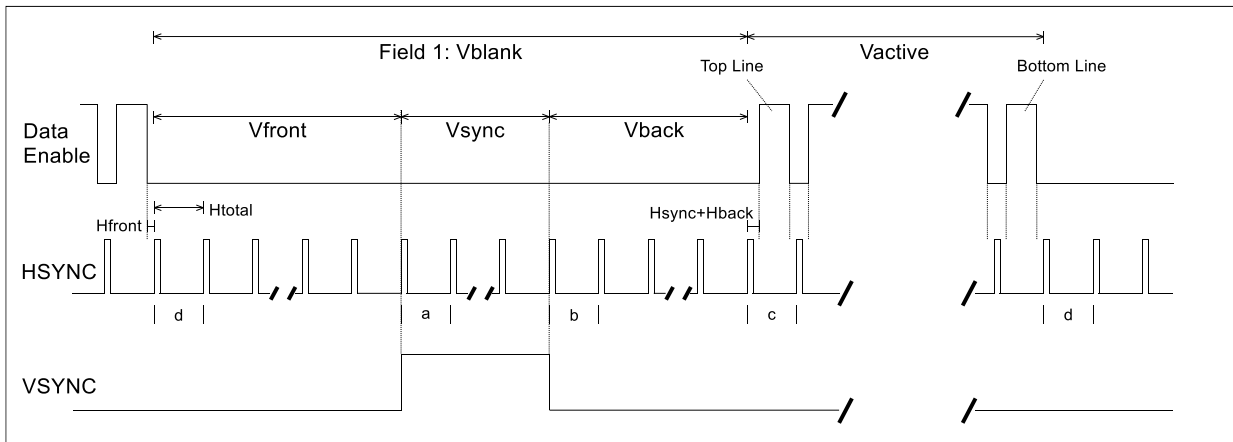 Field 1: Vblank
Vactive
Top Line
Bottom Line
Data
Enable
Vfront
Vsync
Vback
Htotal
Hfront
Hsync+Hback
HSYNC
d
a
b
c
d
VSYNC